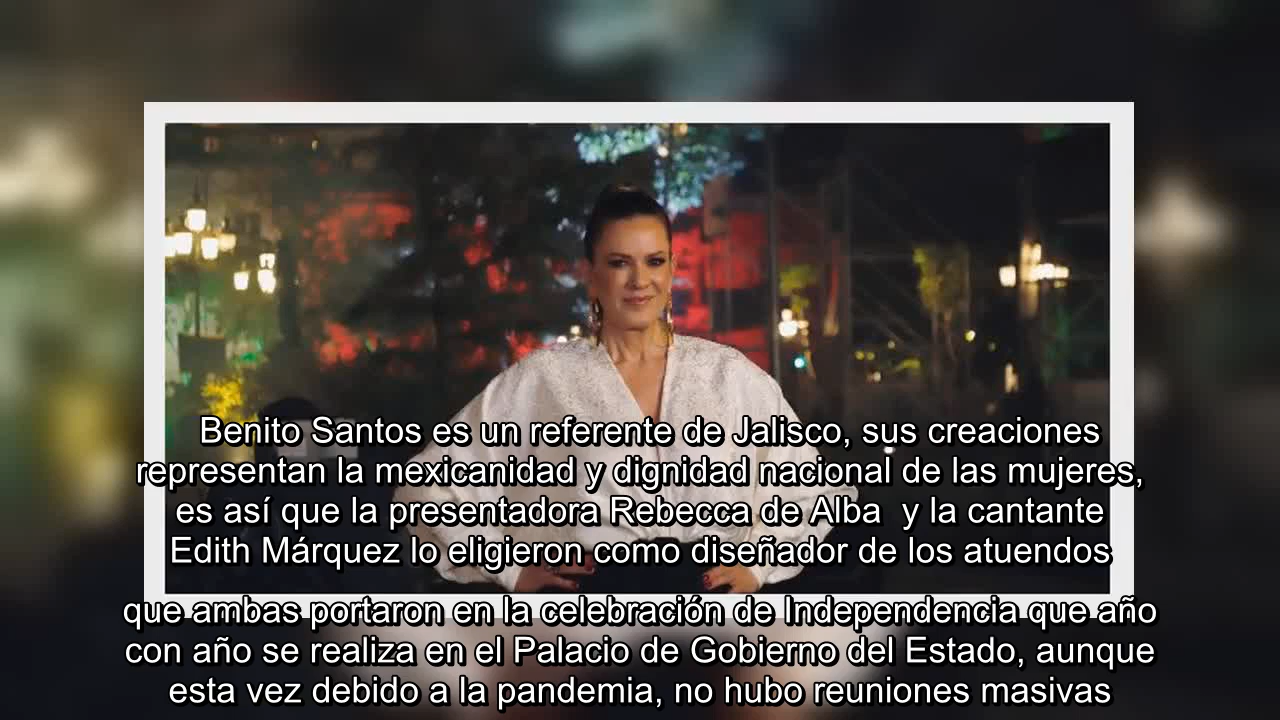 Benito Santos es un referente de Jalisco, sus creaciones
representan la mexicanidad y dignidad nacional de las mujeres,
es así que la presentadora Rebecca de Alba  y la cantante
Edith Márquez lo eligieron como diseñador de los atuendos
que ambas portaron en la celebración de Independencia que año
con año se realiza en el Palacio de Gobierno del Estado, aunque
esta vez debido a la pandemia, no hubo reuniones masivas